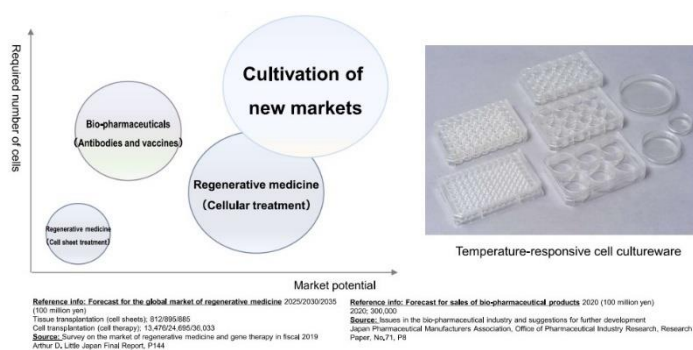 Required number of cells
Cultivation of
new markets
Bio-pharmaceuticals
(Antibodies and vaccines)
Regenerative medicine
(Cellular treatment)
Regenerative medicine
(Cell sheet treatment)
Market potential
Temperature-responsive cell cultureware
Reference info: Forecast for the global market of regenerative medicine 2025/2030/2035
(100 million yen)
Tissue transplantation (cell sheets); 812/895/885
Cell transplantation (cell therapy); 13,476/24,695/36,033
Source: Survey on the market of regenerative medicine and gene therapy in fiscal 2019
Arthur D. Little Japan Final Report, P144
Reference info: Forecast for sales of bio-pharmaceutical products 2020 (100 million yen)
2020; 300,000
Source: Issues in the bio-pharmaceutical industry and suggestions for further development
Japan Pharmaceutical Manufacturers Association, Office of Pharmaceutical Industry Research, Research
Paper, No,71, P8